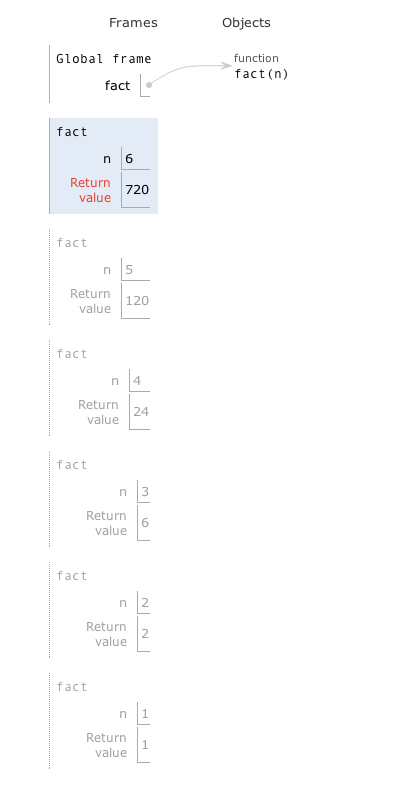 Frames Objects
Global frame
function
fact(n)
fact
fact
n 6
Return
value 720
fact
n 5
Return
value 120
fact
n 4
Return
value 24
fact
n 3
Return
value 6
fact
n 2
Return
value 2
fact
n 1
Return
value 1